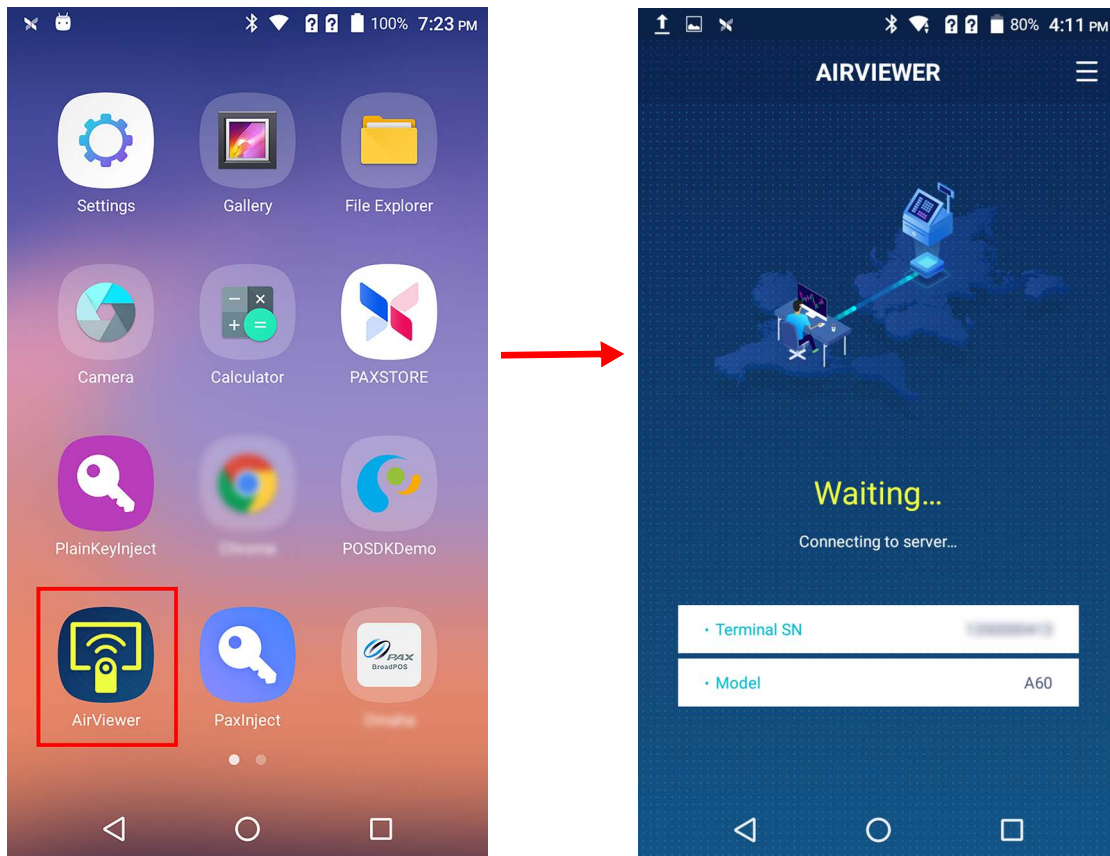 100% 7:23 PM
Settings
Gallery
File Explorer
Camera
Calculator
PAXSTORE
PlainKeyInject
POSDKDemo
PAX
BroadPOS
AirViewer
PaxInject
80% 4:11 PM
AIRVIEWER
Waiting...
Connecting to server...
• Terminal SN
• Model A60